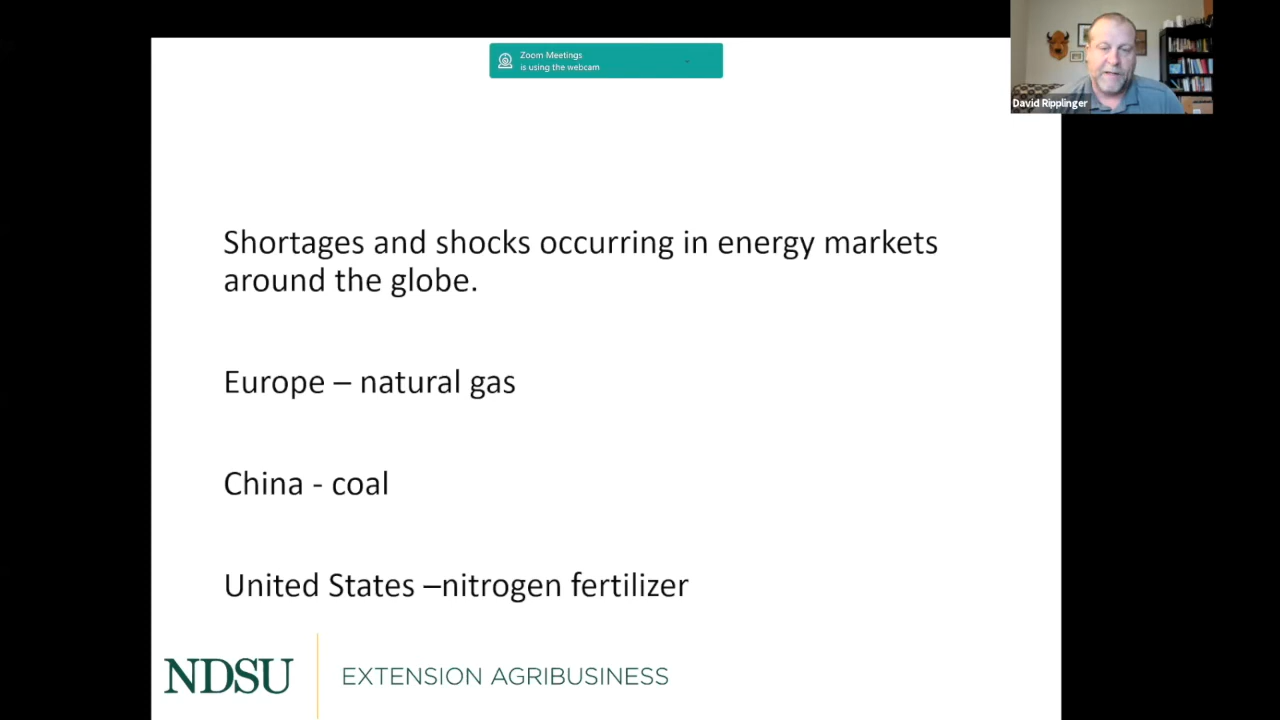 Zoom Meetings
is using the webcam
David Ripplinger
Shortages and shocks occurring in energy markets
around the globe.
Europe – natural gas
China - coal
United States –nitrogen fertilizer
NDSU
EXTENSION AGRIBUSINESS